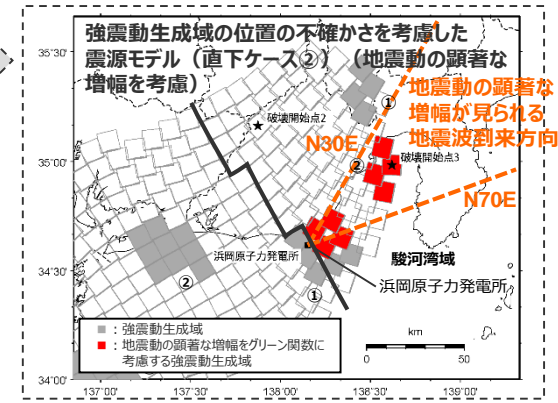 強震動生成域の位置の不確かさを考慮した
震源モデル（直下ケース②）（地震動の顕著な
増幅を考慮）
地震動の顕著な
増幅が見られる
地震波到来方向
35°30'
35°00'
34°30'
34°00'
①
破壊開始点2
N30E
②
破壊開始点3
N70E
浜岡原子力発電所
駿河湾域
浜岡原子力発電所
②
①
■：強震動生成域
■：地震動の顕著な増幅をグリーン関数に
考慮する強震動生成域
km
0 50
137°00' 137°30' 138°00' 138°30' 139°00'